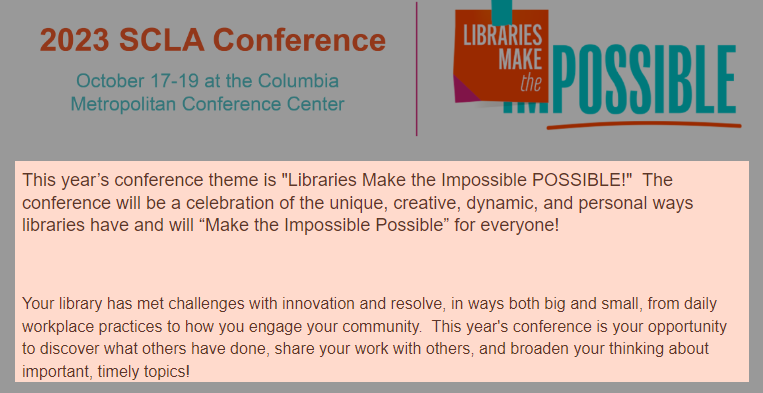 2023 SCLA Conference
October 17-19 at the Columbia
Metropolitan Conference Center
LIBRARIES
MAKE
the
IMPOSSIBLE
This year’s conference theme is "Libraries Make the Impossible POSSIBLE!"  The
conference will be a celebration of the unique, creative, dynamic, and personal ways
libraries have and will “Make the Impossible Possible” for everyone!
Your library has met challenges with innovation and resolve, in ways both big and small, from daily
workplace practices to how you engage your community.  This year's conference is your opportunity
to discover what others have done, share your work with others, and broaden your thinking about
important, timely topics!